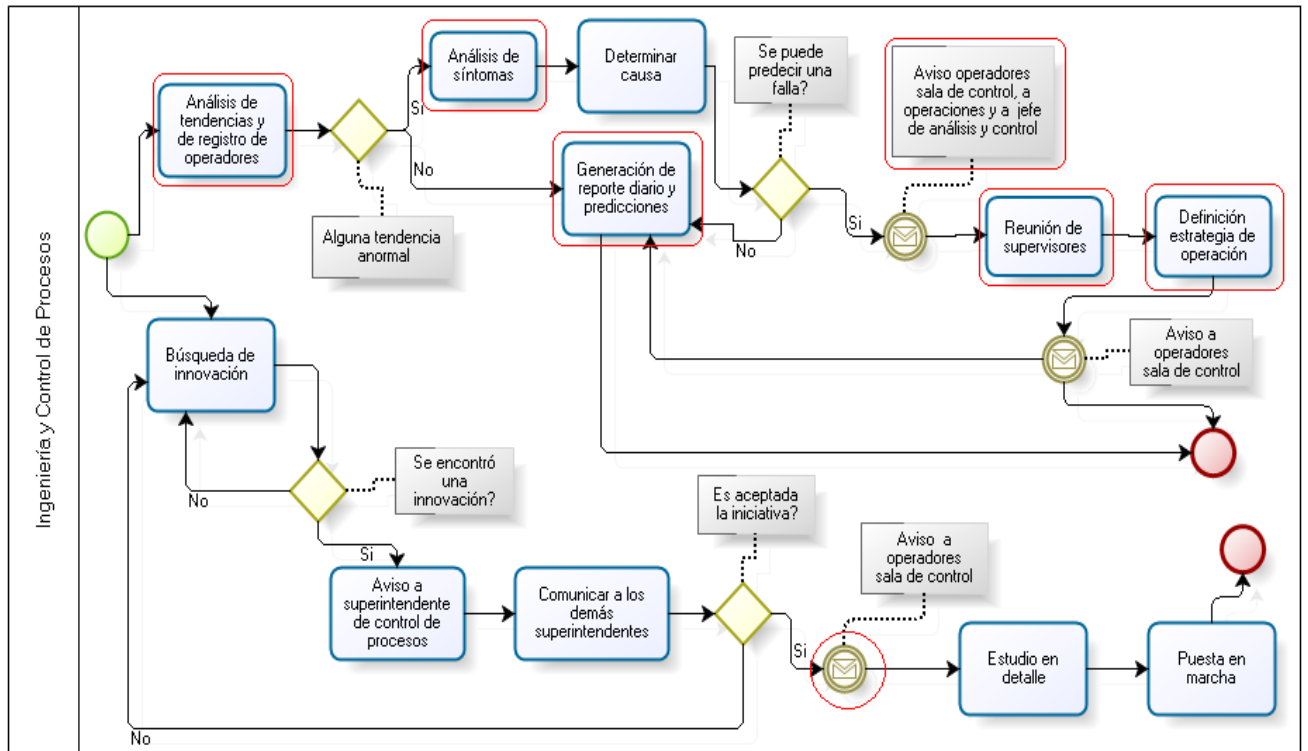 Ingeniería y Control de Procesos
Análisis de
tendencias y
de registro de
operadores
Alguna tendencia
anormal
Si
No
Análisis de
síntomas
Determinar
causa
Generación de
reporte diario y
predicciones
Se puede
predecir una
falla?
No
Si
Aviso operadores
sala de control, a
operaciones y a jefe
de análisis y control
Reunión de
supervisores
Definición
estrategia de
operación
Aviso a
operadores
sala de control
Búsqueda de
innovación
Se encontró
una
innovación?
No
Si
Aviso a
superintendente
de control de
procesos
Comunicar a los
demás
superintendentes
Es aceptada
la iniciativa?
No
Si
Aviso a
operadores
sala de control
Estudio en
detalle
Puesta en
marcha